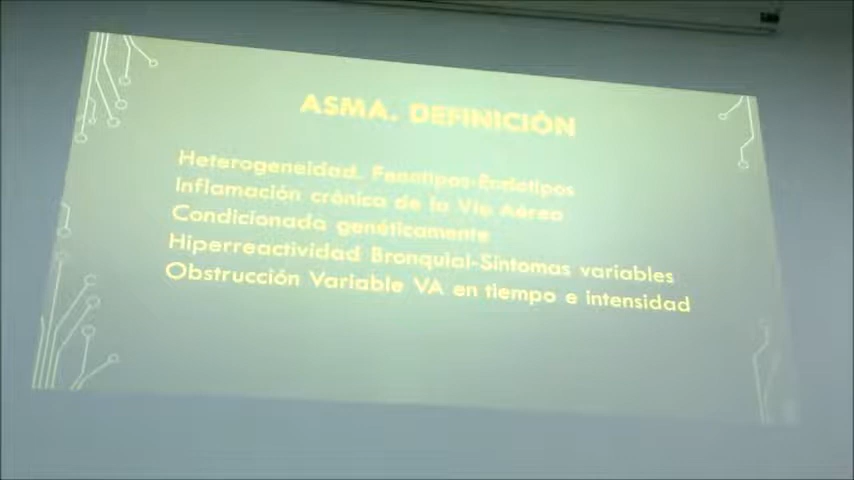 ASMA. DEFINICIÓN
Heterogeneidad. Fenotipos-Endotipos
Inflamación crónica de la Vía Aérea
Condicionada genéticamente
Hiperreactividad Bronquial-Síntomas variables
Obstrucción Variable VA en tiempo e intensidad